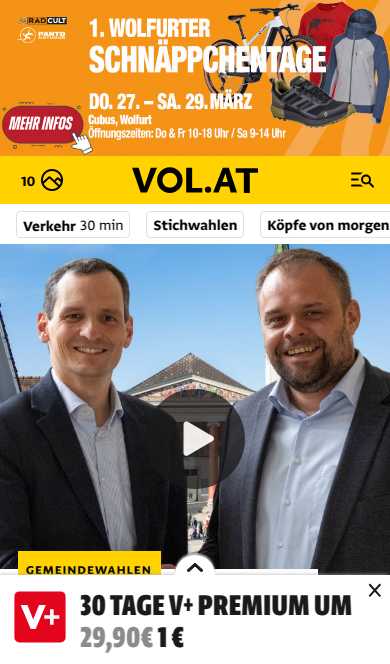 RADCULT
PANTO
1. WOLFURTER
SCHNÄPPCHENTAGE
DO. 27. – SA. 29. MÄRZ
Cubus, Wolfurt
Öffnungszeiten: Do & Fr 10-18 Uhr / Sa 9-14 Uhr
MEHR INFOS
10
VOL.AT
Verkehr 30 min
Stichwahlen
Köpfe von morgen
GEMEINDEWAHLEN
V+
30 TAGE V+ PREMIUM UM
29,90€ 1 €